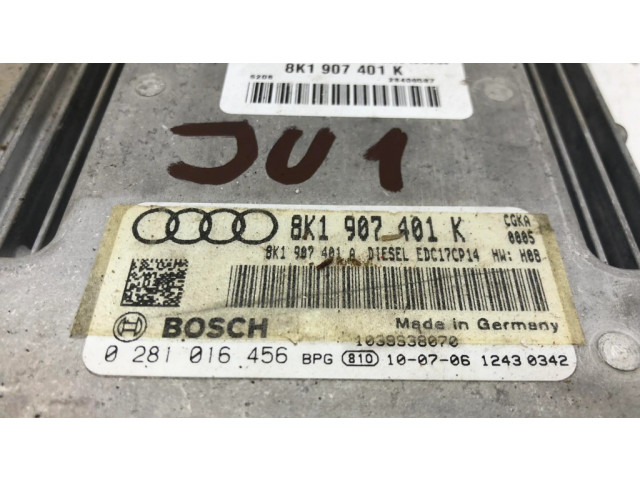 8K1 907 401 K
JU1
8K1 907 401 K
CGKA
0005
8K1 907 401 A DIESEL EDC17CP14 HW: H08
BOSCH
Made in Germany
1039S38070
0 281 016 456 BPG 810 10-07-06 1243 0342